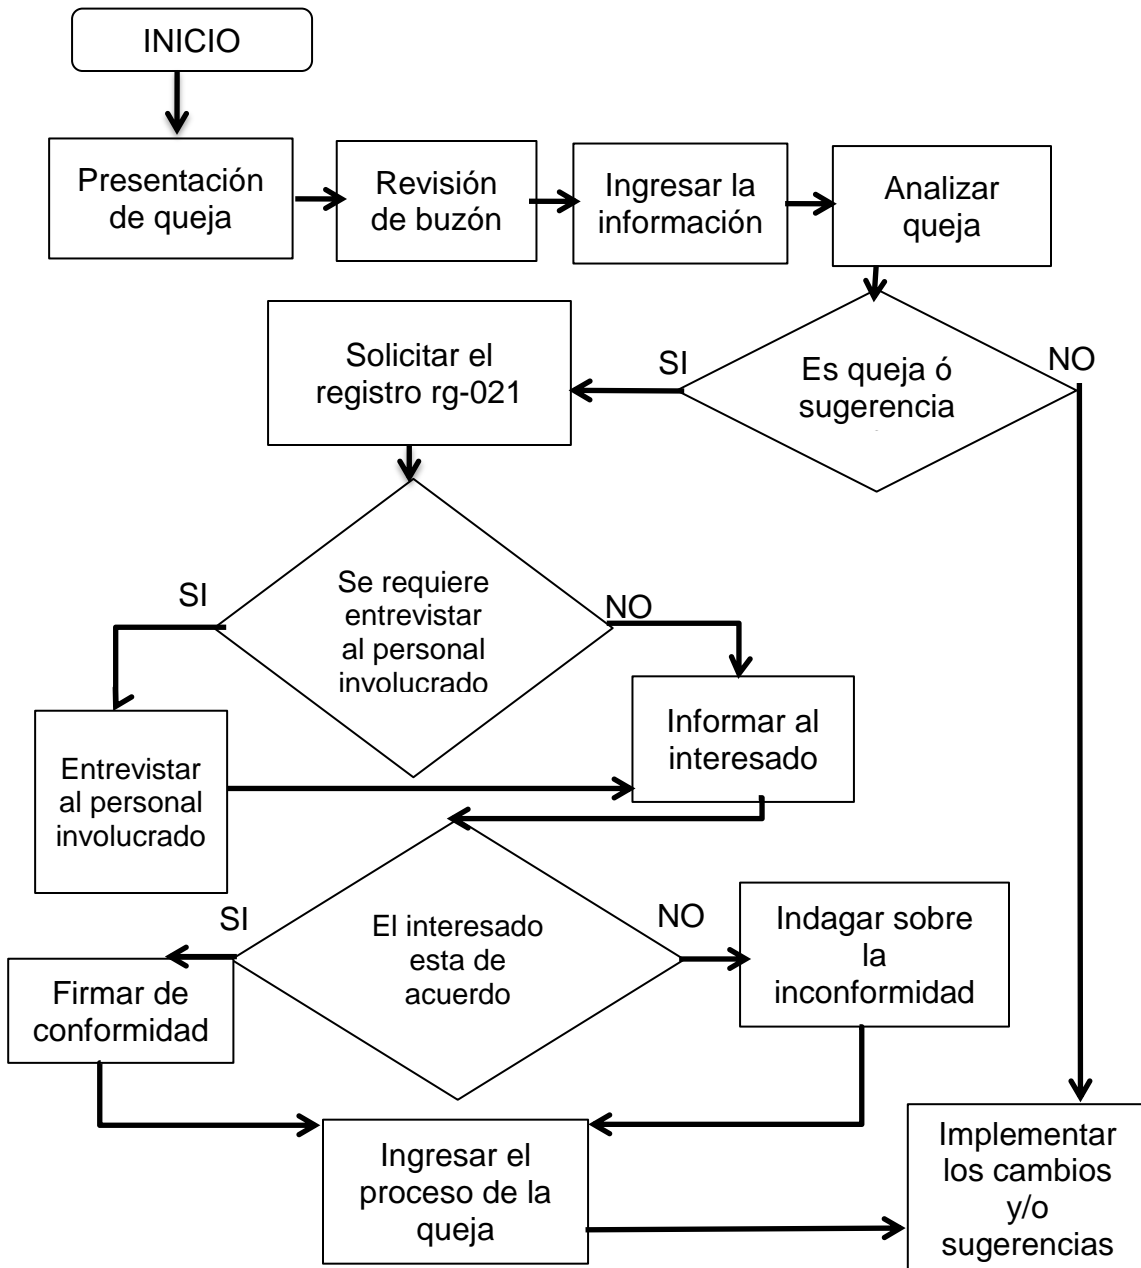 INICIO
Presentación
de queja
Revisión
de buzón
Ingresar la
información
Analizar
queja
Solicitar el
registro rg-021
SI
Es queja ó
sugerencia
NO
SI
Se requiere
entrevistar
al personal
involucrado
NO
Informar al
interesado
Entrevistar
al personal
involucrado
SI
El interesado
esta de
acuerdo
NO
Indagar sobre
la
inconformidad
Firmar de
conformidad
Ingresar el
proceso de la
queja
Implementar
los cambios
y/o
sugerencias